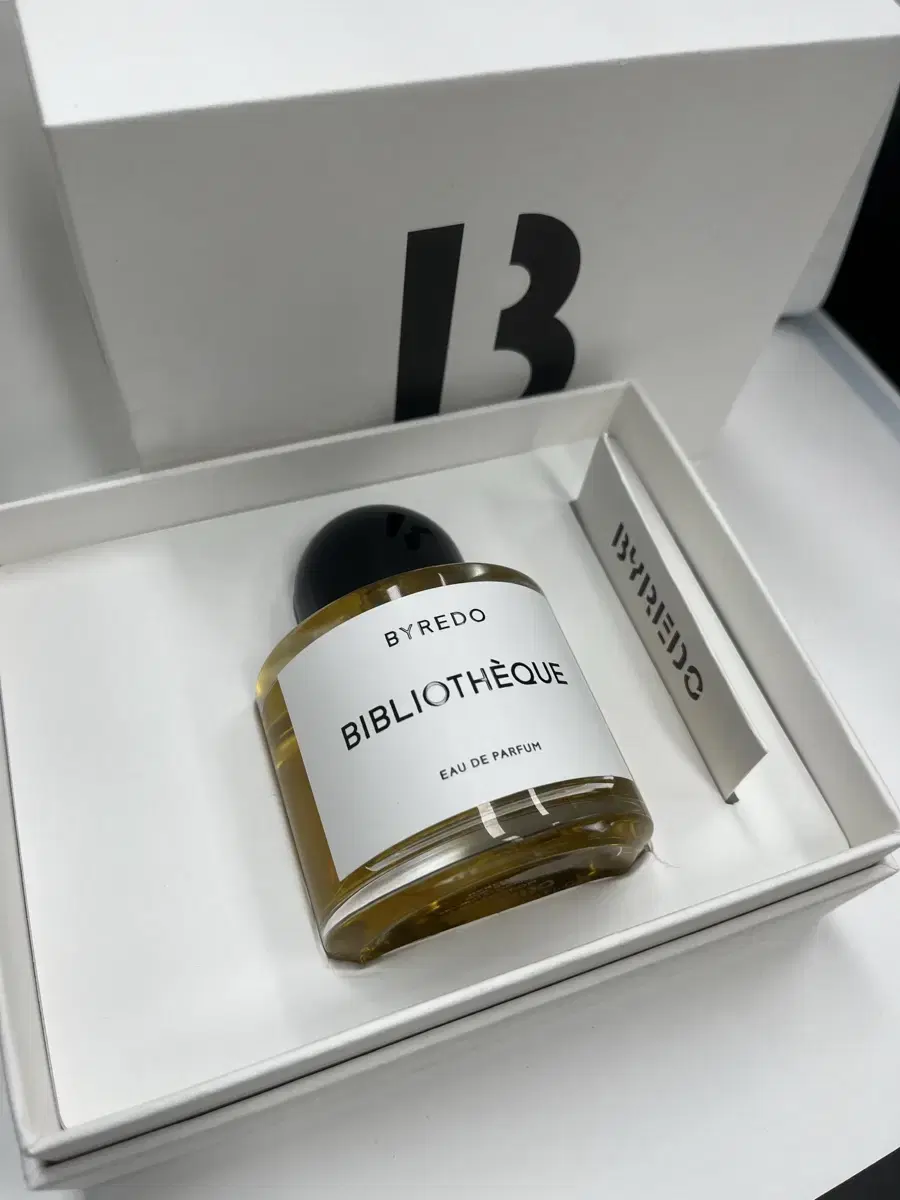 B
BYREDO
BIBLIOTHÈQUE
EAU DE PARFUM
BYREDO